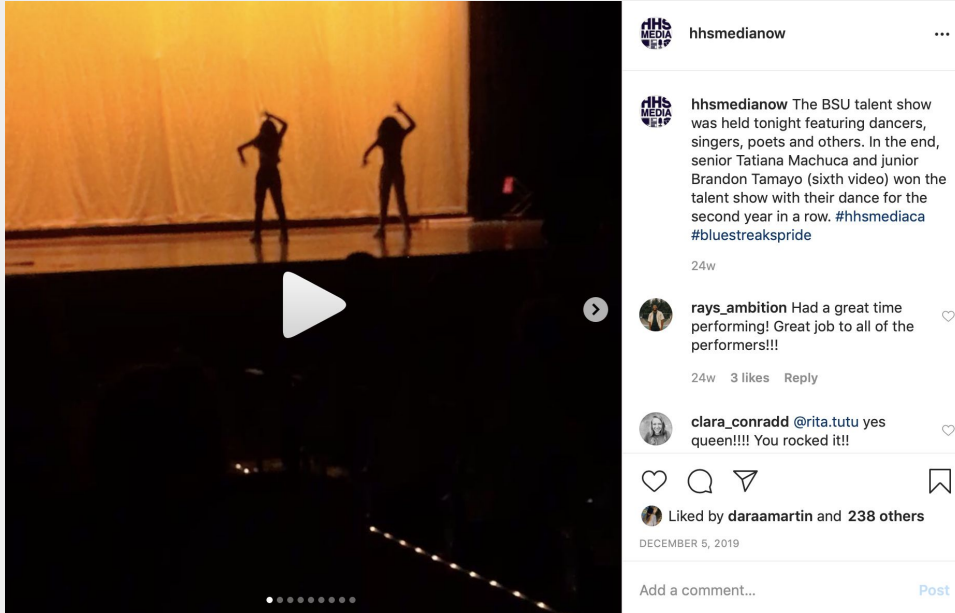 HHS
MEDIA
hhsmedianow
HHS
MEDIA
hhsmedianow The BSU talent show
was held tonight featuring dancers,
singers, poets and others. In the end,
senior Tatiana Machuca and junior
Brandon Tamayo (sixth video) won the
talent show with their dance for the
second year in a row. #hhsmediaca
#bluestreakspride
24w
rays_ambition Had a great time
performing! Great job to all of the
performers!!!
24w 3 likes Reply
clara_conradd @rita.tutu yes
queen!!!! You rocked it!!
Liked by daraamartin and 238 others
DECEMBER 5, 2019
Add a comment... Post